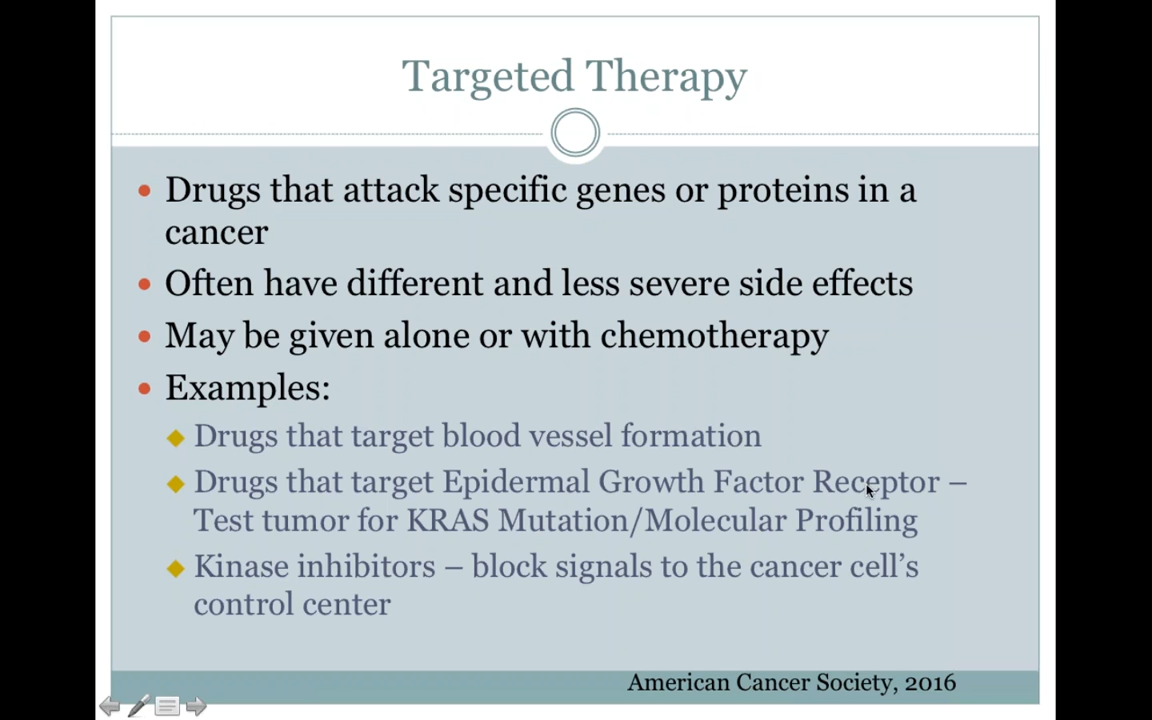 Targeted Therapy
Drugs that attack specific genes or proteins in a
cancer
Often have different and less severe side effects
May be given alone or with chemotherapy
Examples:
Drugs that target blood vessel formation
Drugs that target Epidermal Growth Factor Receptor –
Test tumor for KRAS Mutation/Molecular Profiling
Kinase inhibitors – block signals to the cancer cell’s
control center
American Cancer Society, 2016